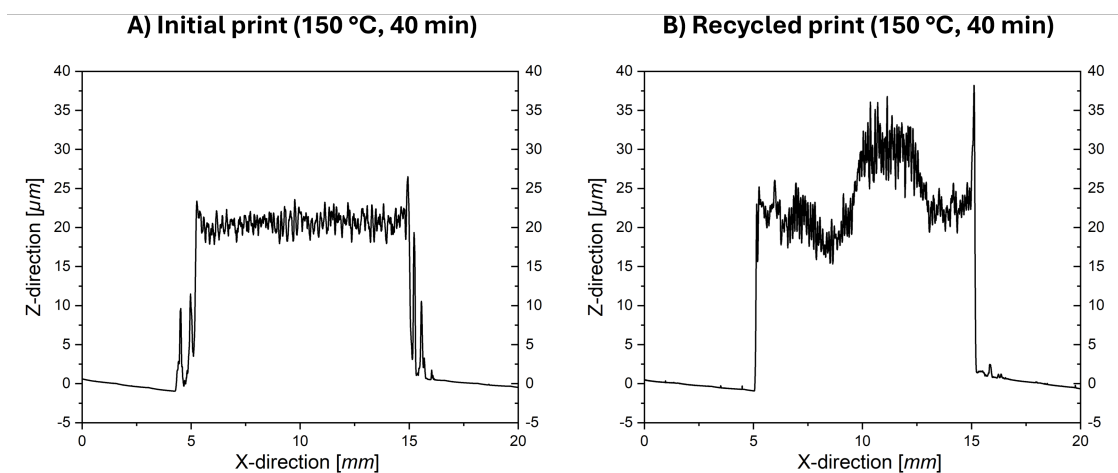 A) Initial print (150 °C, 40 min)
40 40
35 35
30 30
25 25
20 20
15 15
10 10
5 5
0 0
-5 -5
0 5 10 15 20
Z-direction [µm]
X-direction [mm]
B) Recycled print (150 °C, 40 min)
40 40
35 35
30 30
25 25
20 20
15 15
10 10
5 5
0 0
-5 -5
0 5 10 15 20
Z-direction [µm]
X-direction [mm]